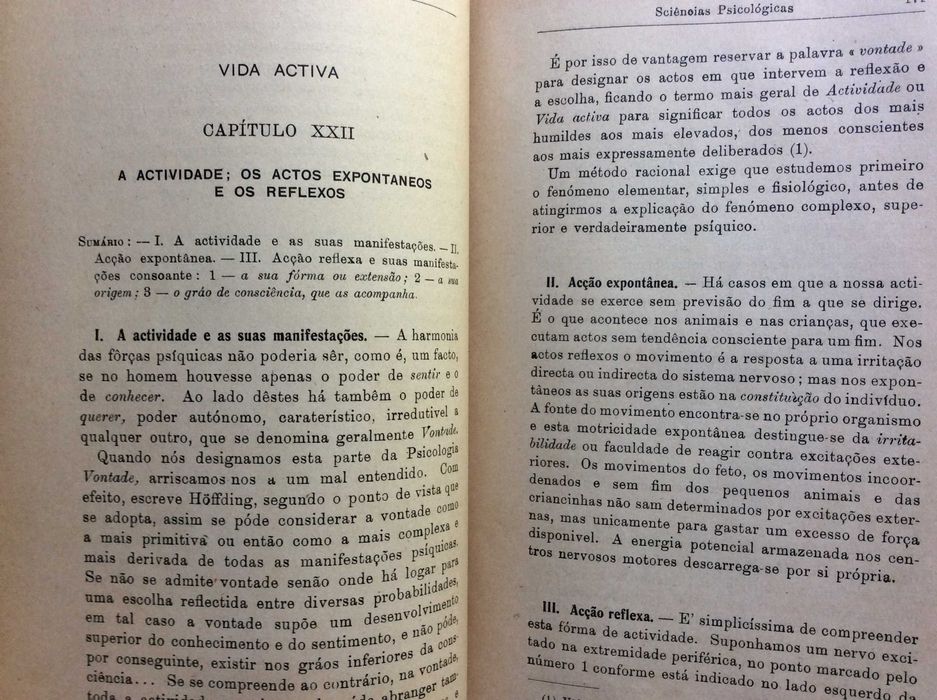 VIDA ACTIVA
CAPÍTULO XXII
A ACTIVIDADE; OS ACTOS EXPONTANEOS
E OS REFLEXOS
SUMÁRIO: — I. A actividade e as suas manifestações. — II.
Acção expontânea. — III. Acção reflexa e suas manifesta-
ções consoante: 1 — a sua fórma ou extensão; 2 — a sua
origem; 3 — o gráo de consciência, que as acompanha.
I. A actividade e as suas manifestações. — A harmonia
das fôrças psíquicas não poderia sêr, como é, um facto,
se no homem houvesse apenas o poder de sentir e o
de conhecer. Ao lado dêstes há também o poder de
querer, poder autónomo, caraterístico, irredutivel a
qualquer outro, que se denomina geralmente Vontade.
Quando nós designamos esta parte da Psicologia
Vontade, arriscamos nos a um mal entendido. Com
efeito, escreve Höffding, segundo o ponto de vista que
se adopta, assim se póde considerar a vontade como
a mais primitiva ou então como a mais complexa e
mais derivada de todas as manifestações psíquicas.
Se não se admite vontade senão onde há logar para
uma escolha reflectida entre diversas probabilidades,
em tal caso a vontade supõe um desenvolvimento
superior do conhecimento e do sentimento, e não póde,
por conseguinte, existir nos gráos inferiores da cons-
ciência... Se se compreende ao contrário, na vontade,
toda a actividade abranger tam-
Sciências Psicológicas
É por isso de vantagem reservar a palavra « vontade »
para designar os actos em que intervem a reflexão e
a escolha, ficando o termo mais geral de Actividade ou
Vida activa para significar todos os actos dos mais
humildes aos mais elevados, dos menos conscientes
aos mais expressamente deliberados (1).
Um método racional exige que estudemos primeiro
o fenómeno elementar, simples e fisiológico, antes de
atingirmos a explicação do fenómeno complexo, supe-
rior e verdadeiramente psíquico.
II. Acção expontânea. — Há casos em que a nossa acti-
vidade se exerce sem previsão do fim a que se dirige.
É o que acontece nos animais e nas crianças, que exe-
cutam actos sem tendência consciente para um fim. Nos
actos reflexos o movimento é a resposta a uma irritação
directa ou indirecta do sistema nervoso; mas nos expon-
tâneos as suas origens estão na constituição do indivíduo.
A fonte do movimento encontra-se no próprio organismo
e esta motricidade expontânea destingue-se da irrita-
bilidade ou faculdade de reagir contra excitações exte-
riores. Os movimentos do feto, os movimentos incoor-
denados e sem fim dos pequenos animais e das
criancinhas não sam determinados por excitações exter-
nas, mas unicamente para gastar um excesso de força
disponivel. A energia potencial armazenada nos cen-
tros nervosos motores descarrega-se por si própria.
III. Acção reflexa. — E' simplicíssima de compreender
esta fórma de actividade. Suponhamos um nervo exci-
tado na extremidade periférica, no ponto marcado pelo
número 1 conforme está indicado no lado esquerdo da